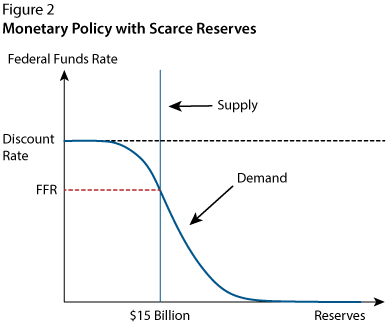 Figure 2
Monetary Policy with Scarce Reserves
Federal Funds Rate
Supply
Discount
Rate
Demand
FFR
$15 Billion
Reserves